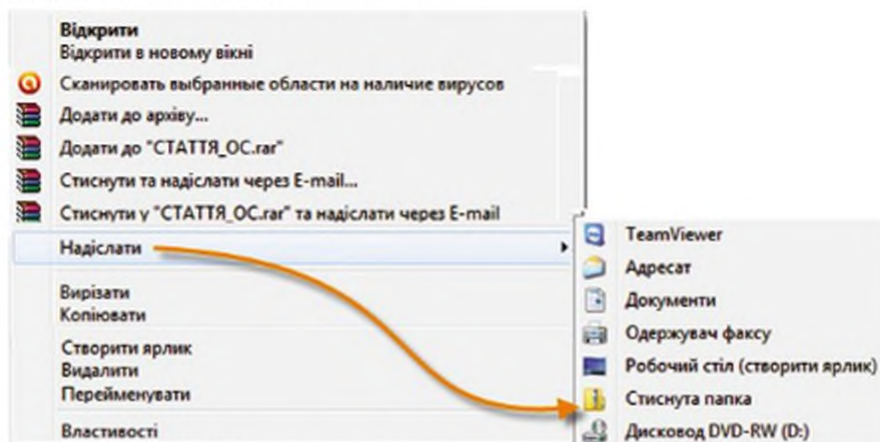 Відкрити
Відкрити в новому вікні
Сканировать выбранные области на наличие вирусов
Додати до архіву...
Додати до "СТАТТЯ_ОС.rar"
Стиснути та надіслати через E-mail...
Стиснути у "СТАТТЯ_ОС.rar" та надіслати через E-mail
Надіслати
Вирізати
Копіювати
Створити ярлик
Видалити
Перейменувати
Властивості
TeamViewer
Адресат
Документи
Одержувач факсу
Робочий стіл (створити ярлик)
Стиснута папка
Дисковод DVD-RW (D:)